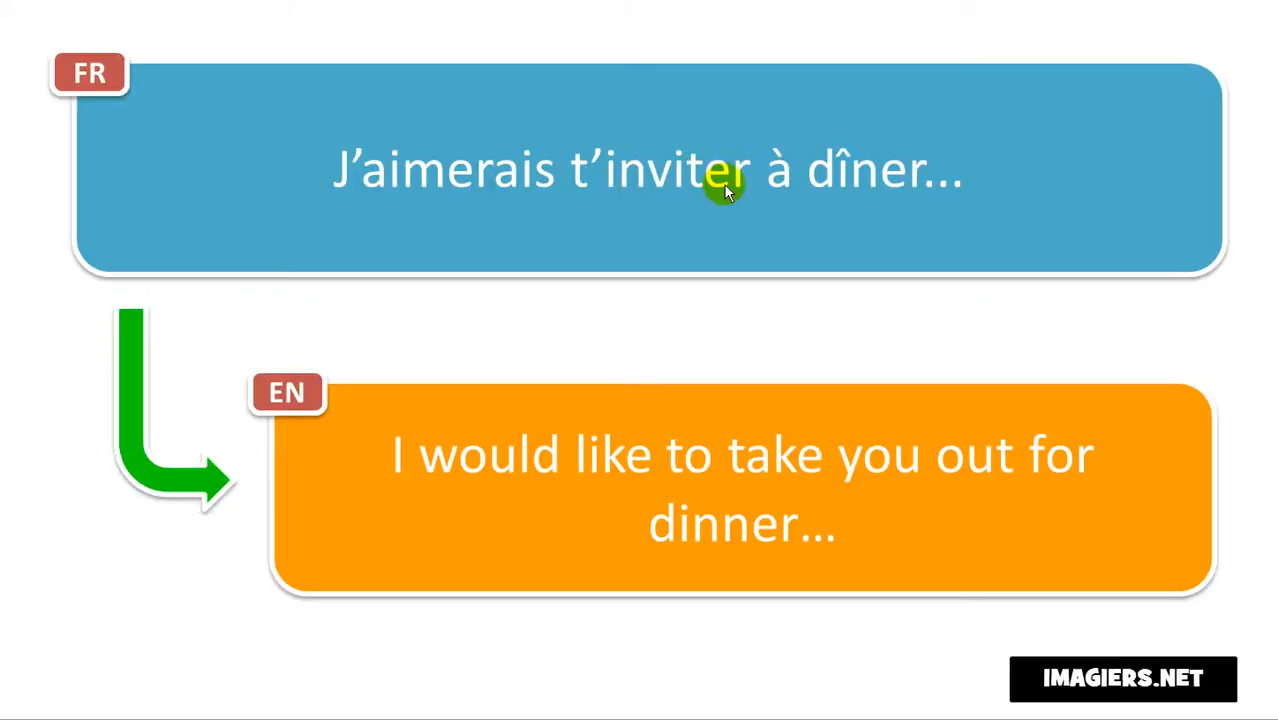 FR
J’aimerais t’inviter à dîner...
EN
I would like to take you out for
dinner...
IMAGIERS.NET